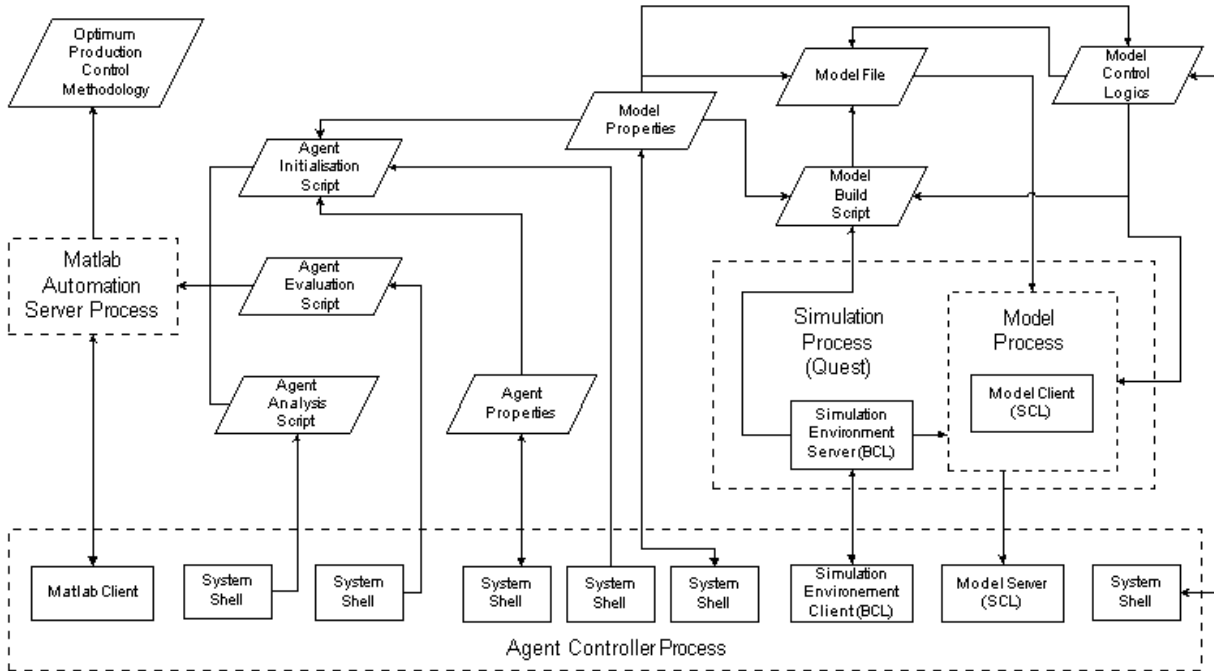 Optimum
Production
Control
Methodology
Model File
Model
Control
Logics
Model
Properties
Agent
Initialisation
Script
Model
Build
Script
Matlab
Automation
Server Process
Agent
Evaluation
Script
Simulation
Process
(Quest)
Model
Process
Agent
Analysis
Script
Agent
Properties
Model Client
(SCL)
Simulation
Environment
Server (BCL)
Matlab Client
System
Shell
System
Shell
System
Shell
System
Shell
System
Shell
Simulation
Environement
Client (BCL)
Model Server
(SCL)
System
Shell
Agent Controller Process